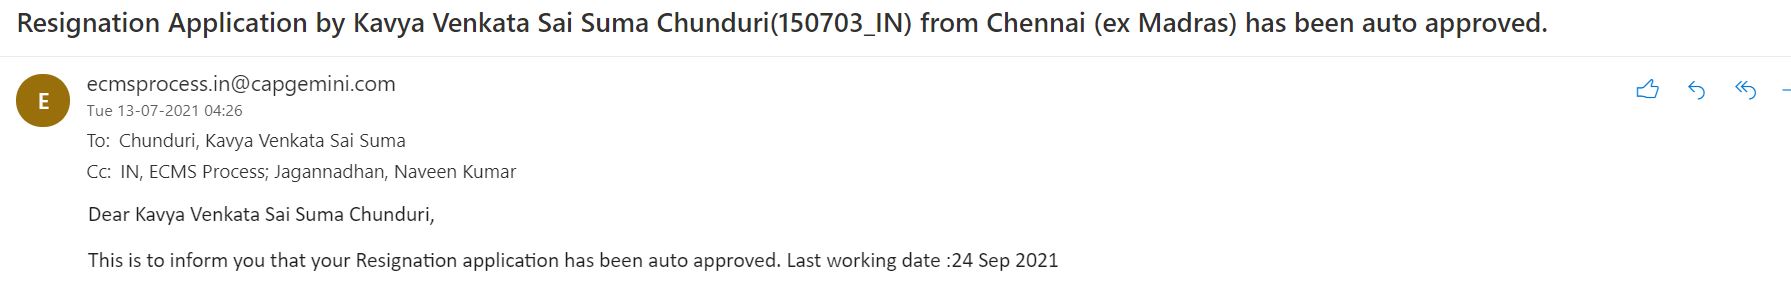 Resignation Application by Kavya Venkata Sai Suma Chunduri(150703_IN) from Chennai (ex Madras) has been auto approved.
E
ecmsprocess.in@capgemini.com
Tue 13-07-2021 04:26
To: Chunduri, Kavya Venkata Sai Suma
Cc: IN, ECMS Process; Jagannadhan, Naveen Kumar
Dear Kavya Venkata Sai Suma Chunduri,
This is to inform you that your Resignation application has been auto approved. Last working date :24 Sep 2021